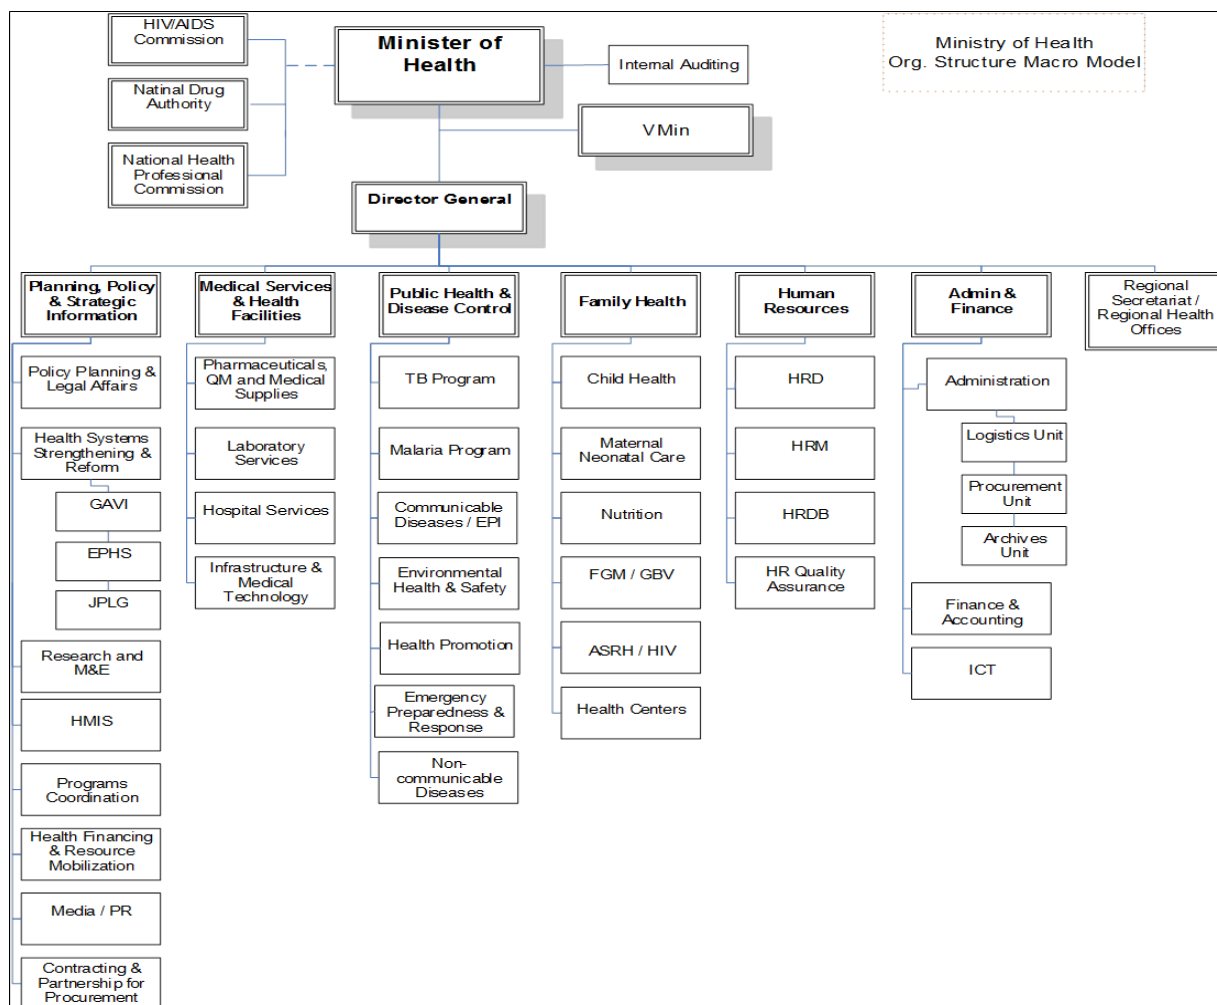 HIV/AIDS
Commission
Minister of
Health
Ministry of Health
Org. Structure Macro Model
Internal Auditing
Natinal Drug
Authority
V Min
National Health
Professional
Commission
Director General
Planning, Policy
& Strategic
Information
Medical Services
& Health
Facilities
Public Health &
Disease Control
Family Health
Human
Resources
Admin &
Finance
Regional
Secretariat /
Regional Health
Offices
Policy Planning &
Legal Affairs
Health Systems
Strengthening &
Reform
GAVI
EPHS
JPLG
Research and
M&E
HMIS
Programs
Coordination
Health Financing
& Resource
Mobilization
Media / PR
Contracting &
Partnership for
Procurement
Pharmaceuticals,
QM and Medical
Supplies
Laboratory
Services
Hospital Services
Infrastructure &
Medical
Technology
TB Program
Malaria Program
Communicable
Diseases / EPI
Environmental
Health & Safety
Health Promotion
Emergency
Preparedness &
Response
Non-
communicable
Diseases
Child Health
Maternal
Neonatal Care
Nutrition
FGM / GBV
ASRH / HIV
Health Centers
HRD
HRM
HRDB
HR Quality
Assurance
Administration
Logistics Unit
Procurement
Unit
Archives
Unit
Finance &
Accounting
ICT